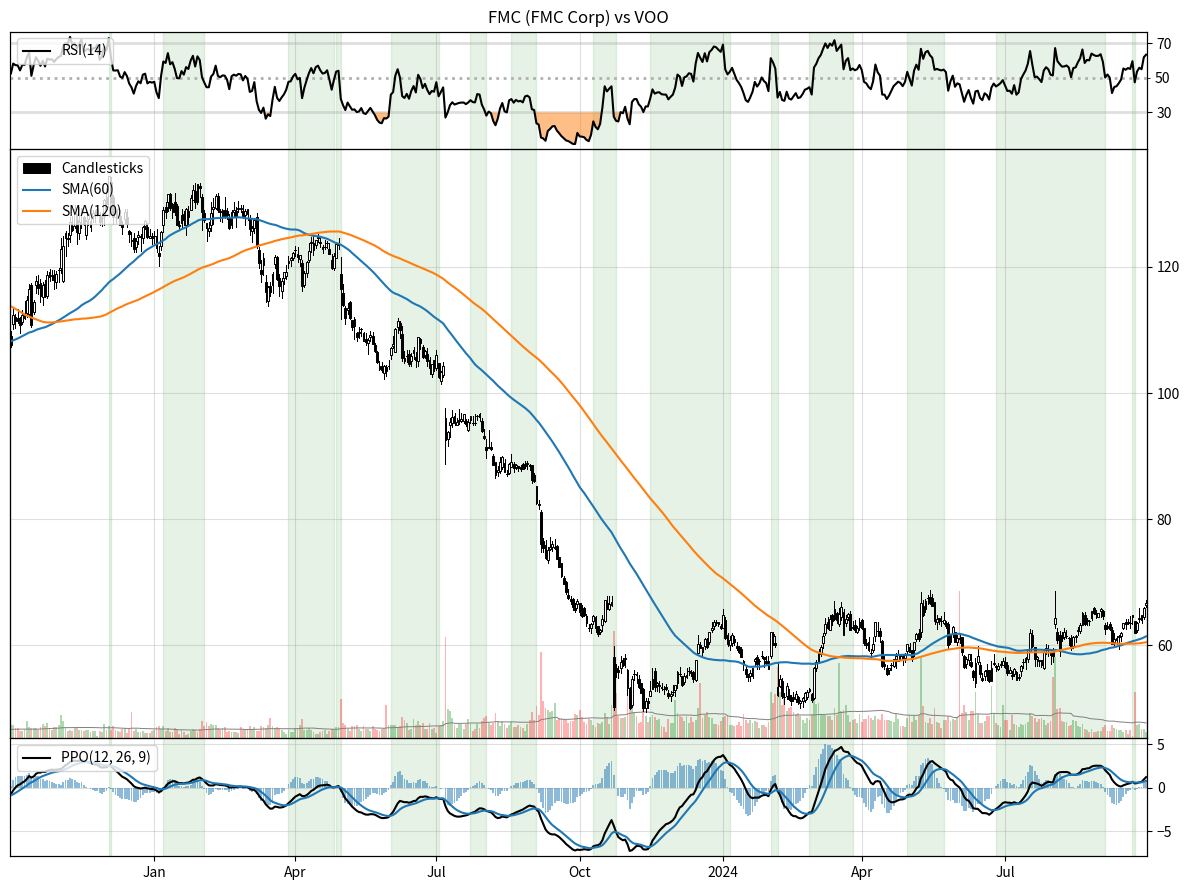 FMC (FMC Corp) vs VOO
RSI(14)
70
50
30
Candlesticks
SMA(60)
SMA(120)
120
100
80
60
PPO(12, 26, 9)
5
0
−5
Jan
Apr
Jul
Oct
2024
Apr
Jul